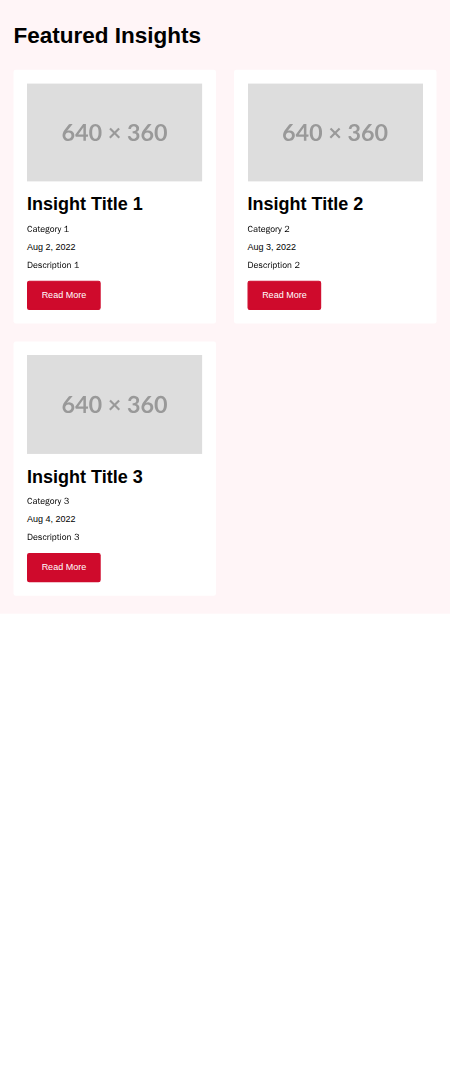 Featured Insights
640 × 360
Insight Title 1
Category 1
Aug 2, 2022
Description 1
Read More
640 × 360
Insight Title 2
Category 2
Aug 3, 2022
Description 2
Read More
640 × 360
Insight Title 3
Category 3
Aug 4, 2022
Description 3
Read More